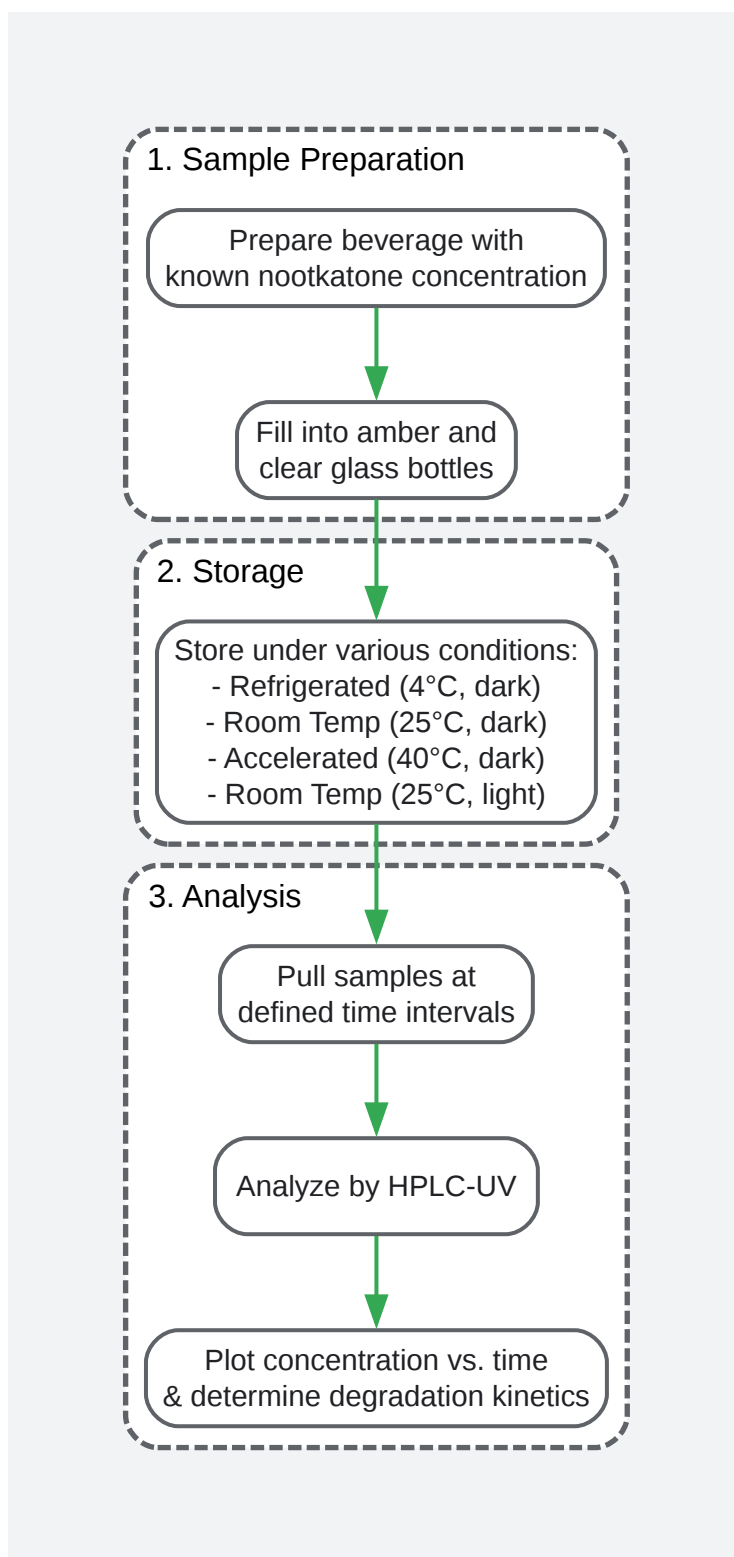 1. Sample Preparation
Prepare beverage with
known nootkatone concentration
Fill into amber and
clear glass bottles
2. Storage
Store under various conditions:
- Refrigerated (4°C, dark)
- Room Temp (25°C, dark)
- Accelerated (40°C, dark)
- Room Temp (25°C, light)
3. Analysis
Pull samples at
defined time intervals
Analyze by HPLC-UV
Plot concentration vs. time
& determine degradation kinetics